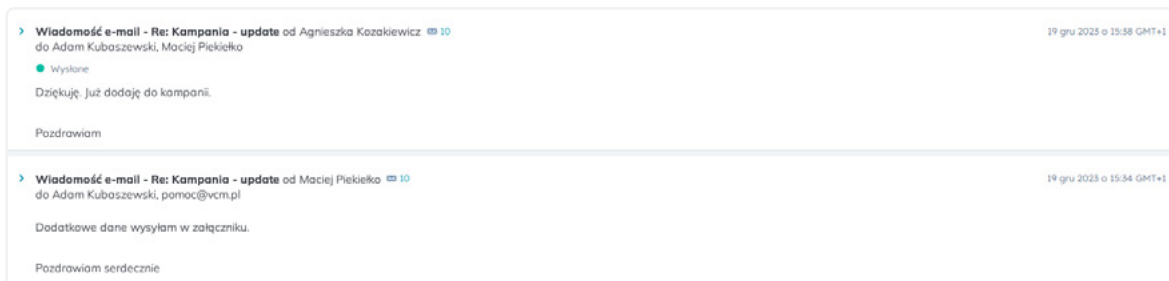 Wiadomość e-mail - Re: Kampania - update od Agnieszka Kozakiewicz 10 19 gru 2023 o 15:38 GMT+1
do Adam Kubaszewski, Maciej Piekiełko
Wysłane
Dziękuję. Już dodaję do kampanii.
Pozdrawiam
Wiadomość e-mail - Re: Kampania - update od Maciej Piekiełko 10 19 gru 2023 o 15:34 GMT+1
do Adam Kubaszewski, pomoc@vcm.pl
Dodatkowe dane wysyłam w załączniku.
Pozdrawiam serdecznie